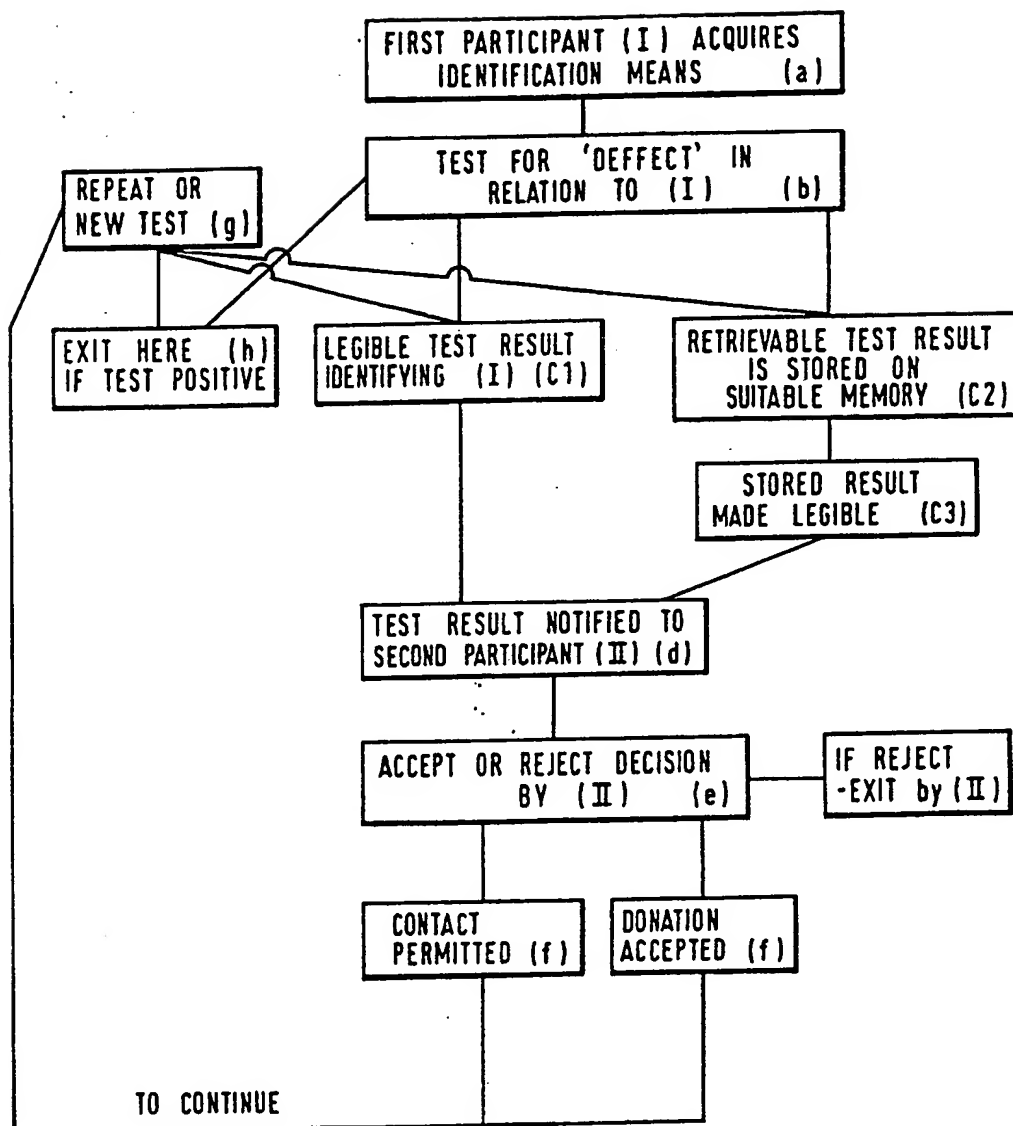 FIRST PARTICIPANT (I) ACQUIRES
IDENTIFICATION MEANS (a)
TEST FOR 'DEFFECT' IN
RELATION TO (I) (b)
REPEAT OR
NEW TEST (g)
EXIT HERE (h)
IF TEST POSITIVE
LEGIBLE TEST RESULT
IDENTIFYING (I) (C1)
RETRIEVABLE TEST RESULT
IS STORED ON
SUITABLE MEMORY (C2)
STORED RESULT
MADE LEGIBLE (C3)
TEST RESULT NOTIFIED TO
SECOND PARTICIPANT (II) (d)
ACCEPT OR REJECT DECISION
BY (II) (e)
IF REJECT
-EXIT by (II)
CONTACT
PERMITTED (f)
DONATION
ACCEPTED (f)
TO CONTINUE